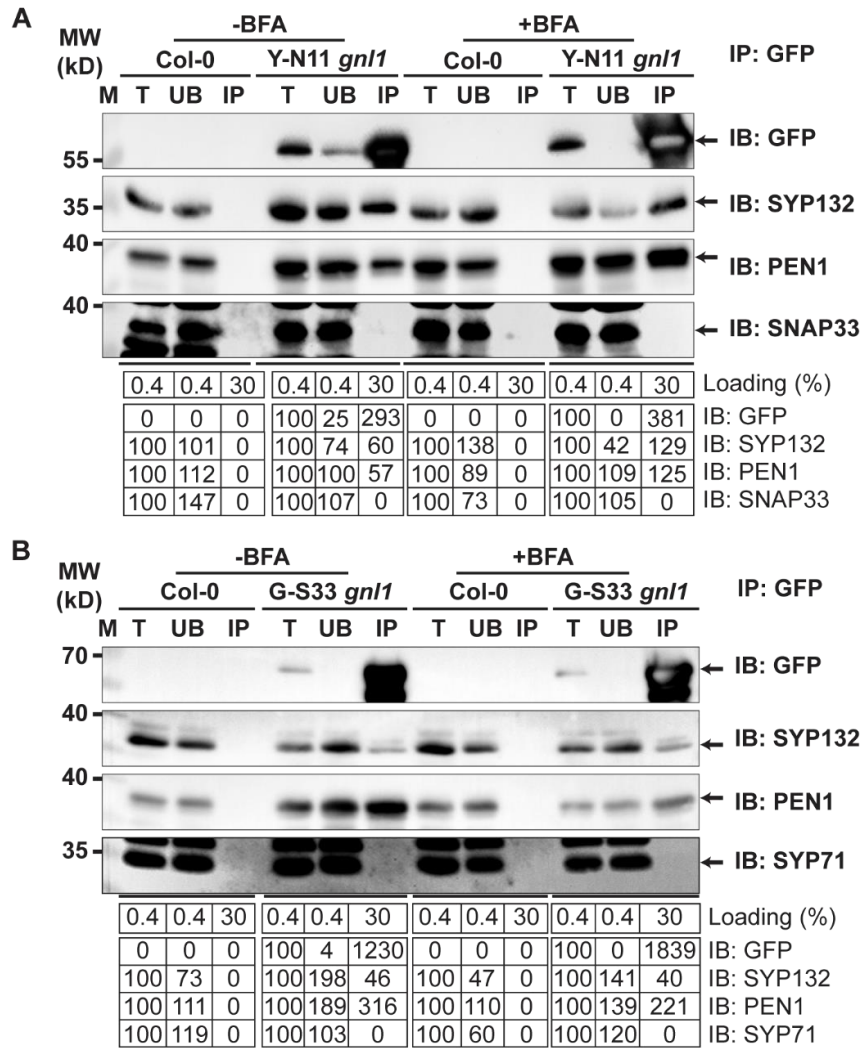 A
-BFA +BFA
MW (kD) Col-0 Y-N11 gnl1 Col-0 Y-N11 gnl1 IP: GFP
M T UB IP T UB IP T UB IP T UB IP
55 IB: GFP
35 IB: SYP132
40 IB: PEN1
40 IB: SNAP33
0.4 0.4 30 0.4 0.4 30 0.4 0.4 30 0.4 0.4 30 Loading (%)
0 0 0 100 25 293 0 0 0 100 0 381 IB: GFP
100 101 0 100 74 60 100 138 0 100 42 129 IB: SYP132
100 112 0 100 100 57 100 89 0 100 109 125 IB: PEN1
100 147 0 100 107 0 100 73 0 100 105 0 IB: SNAP33
B
-BFA +BFA
MW (kD) Col-0 G-S33 gnl1 Col-0 G-S33 gnl1 IP: GFP
M T UB IP T UB IP T UB IP T UB IP
70 IB: GFP
40 IB: SYP132
40 IB: PEN1
35 IB: SYP71
0.4 0.4 30 0.4 0.4 30 0.4 0.4 30 0.4 0.4 30 Loading (%)
0 0 0 100 4 1230 0 0 0 100 0 1839 IB: GFP
100 73 0 100 198 46 100 47 0 100 141 40 IB: SYP132
100 111 0 100 189 316 100 110 0 100 139 221 IB: PEN1
100 119 0 100 103 0 100 60 0 100 120 0 IB: SYP71